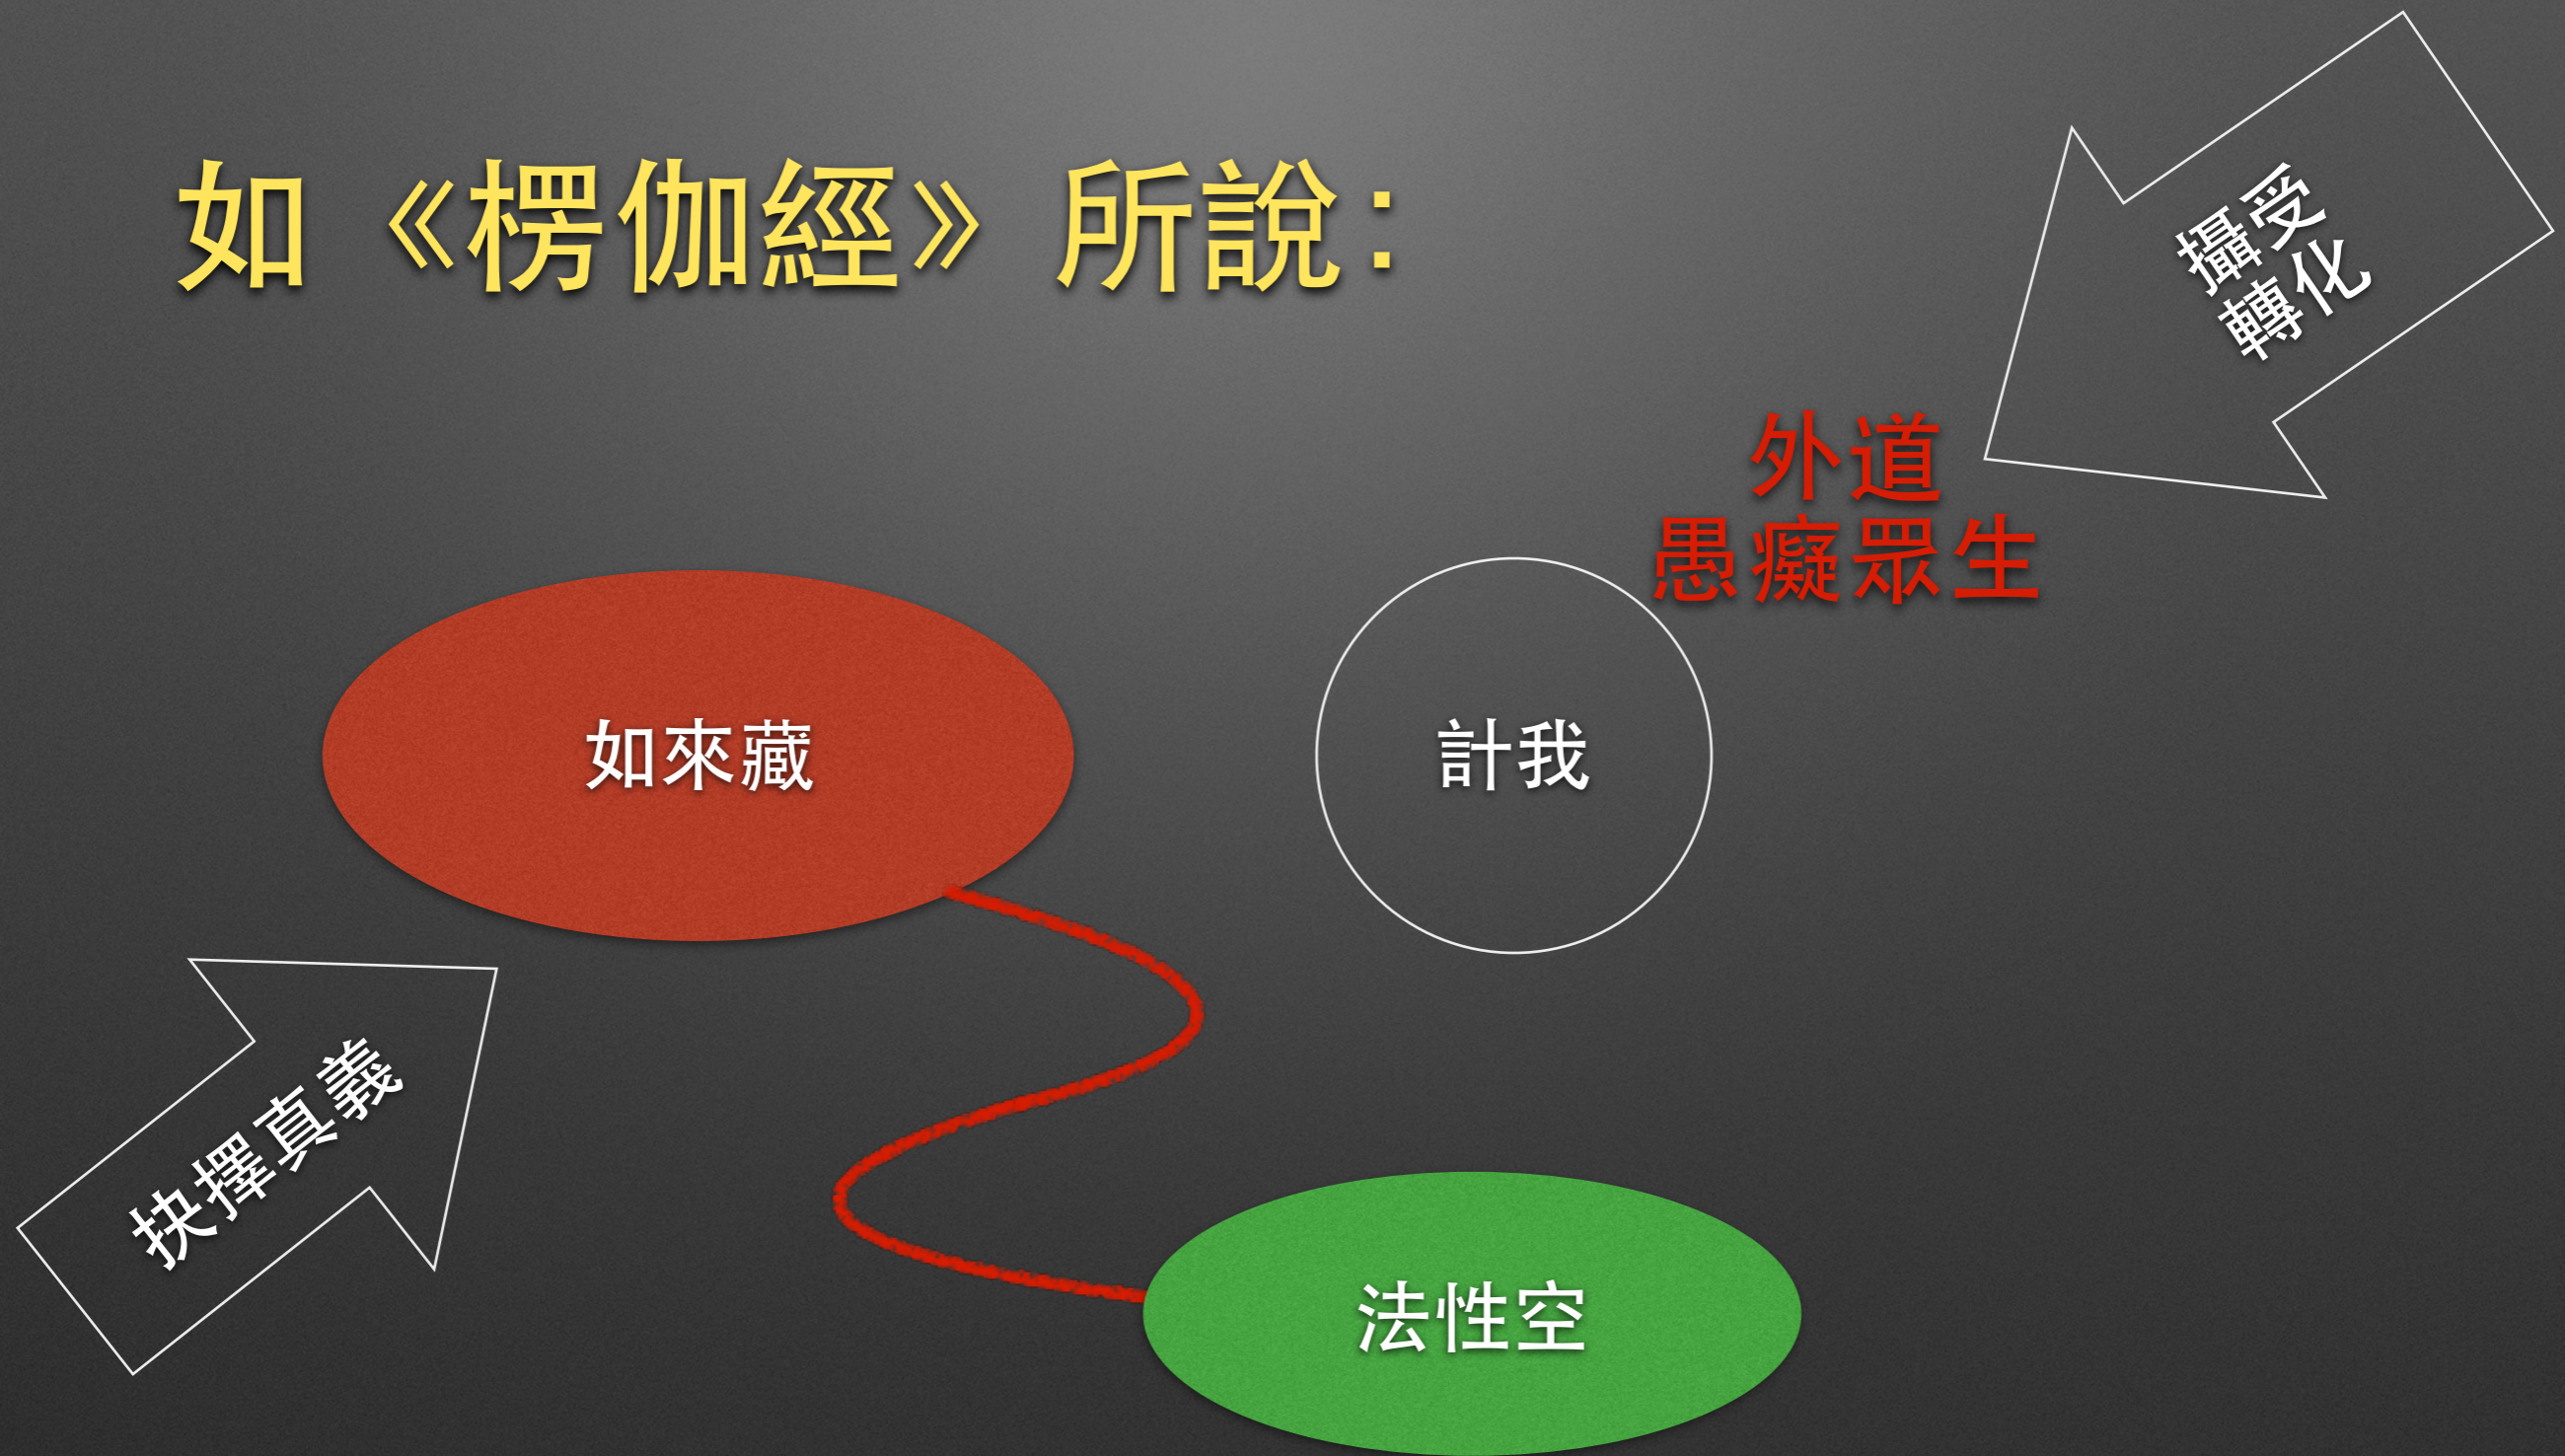 如《楞伽經》所說：
攝受
轉化
外道
愚癡眾生
如來藏
計我
抉擇真義
法性空